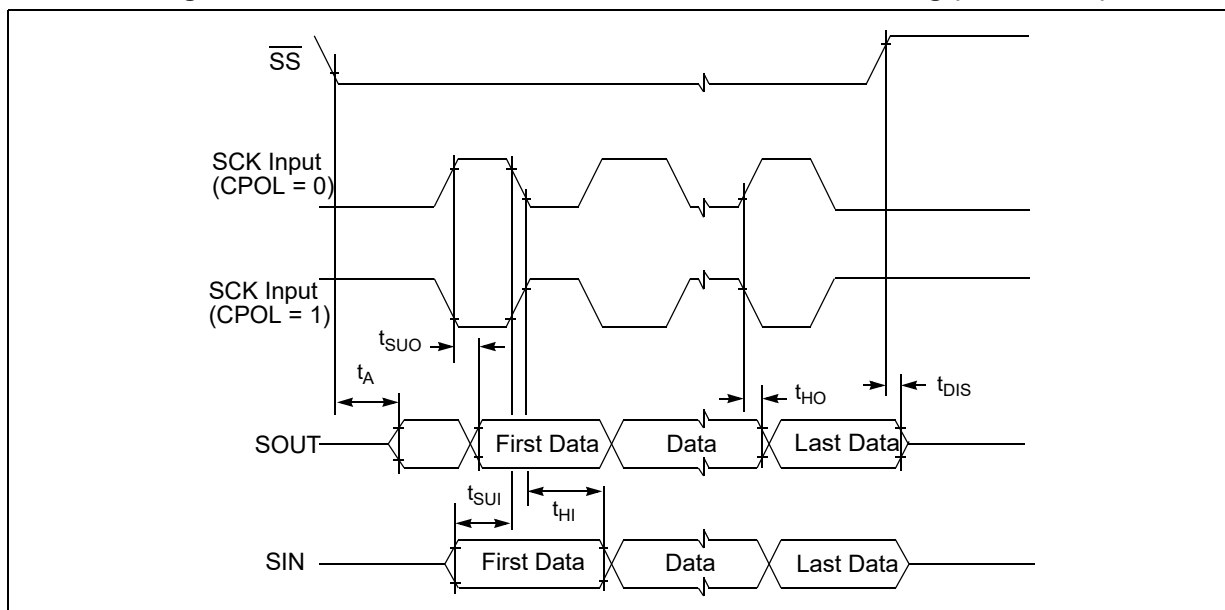 SS
SCK Input
(CPOL = 0)
SCK Input
(CPOL = 1)
tSUO
tA
tHO
tDIS
SOUT
First Data
Data
Last Data
tSUI
tHI
SIN
First Data
Data
Last Data